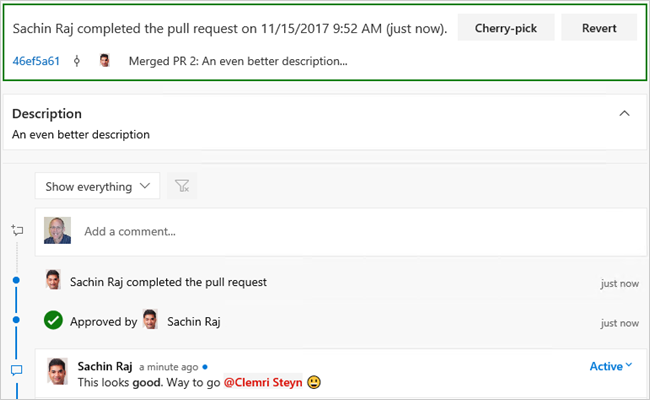 Sachin Raj completed the pull request on 11/15/2017 9:52 AM (just now). Cherry-pick Revert
46ef5a61 Merged PR 2: An even better description...
Description
An even better description
Show everything
Add a comment...
Sachin Raj completed the pull request just now
Approved by Sachin Raj just now
Sachin Raj a minute ago Active
This looks good. Way to go @Clemri Steyn 😃